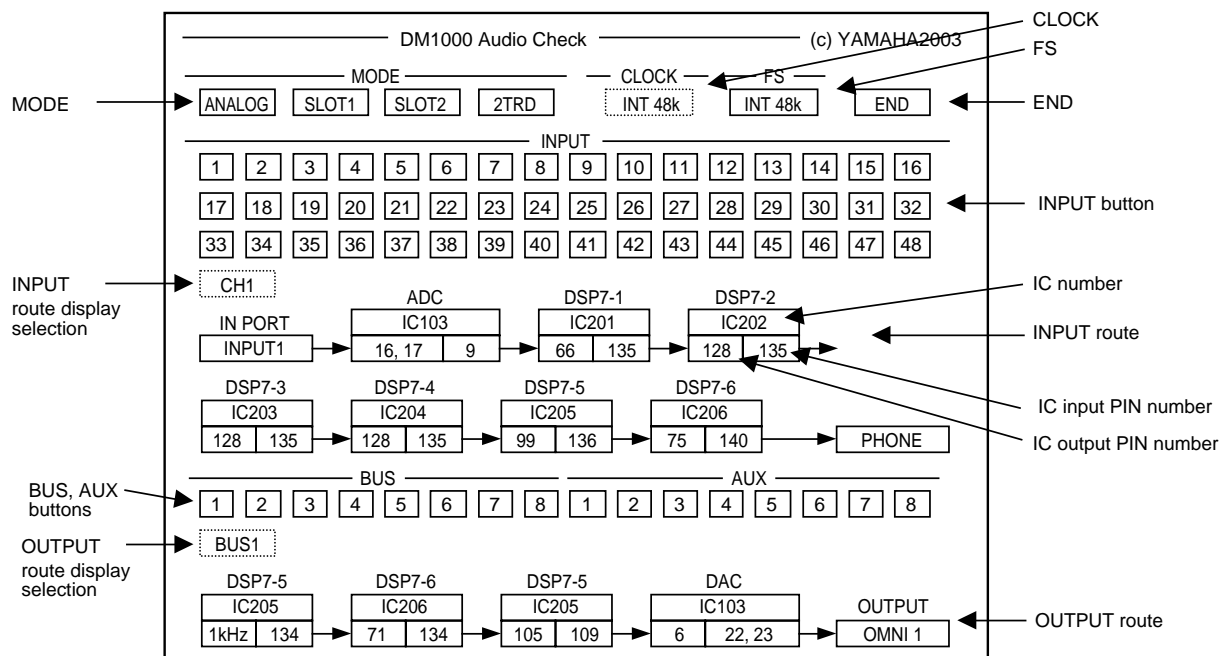 DM1000 Audio Check (c) YAMAHA2003 CLOCK
FS
MODE CLOCK FS
MODE ANALOG SLOT1 SLOT2 2TRD INT 48k INT 48k END END
INPUT
1 2 3 4 5 6 7 8 9 10 11 12 13 14 15 16
17 18 19 20 21 22 23 24 25 26 27 28 29 30 31 32 INPUT button
33 34 35 36 37 38 39 40 41 42 43 44 45 46 47 48
INPUT
route display
selection
CH1
ADC DSP7-1 DSP7-2 IC number
IN PORT IC103 IC201 IC202 INPUT route
INPUT1 16, 17 9 66 135 128 135
DSP7-3 DSP7-4 DSP7-5 DSP7-6
IC203 IC204 IC205 IC206 IC input PIN number
128 135 128 135 99 136 75 140 PHONE IC output PIN number
BUS AUX
BUS, AUX
buttons
1 2 3 4 5 6 7 8 1 2 3 4 5 6 7 8
OUTPUT
route display
selection
BUS1
DSP7-5 DSP7-6 DSP7-5 DAC
IC205 IC206 IC205 IC103 OUTPUT
1kHz 134 71 134 105 109 6 22, 23 OMNI 1 OUTPUT route